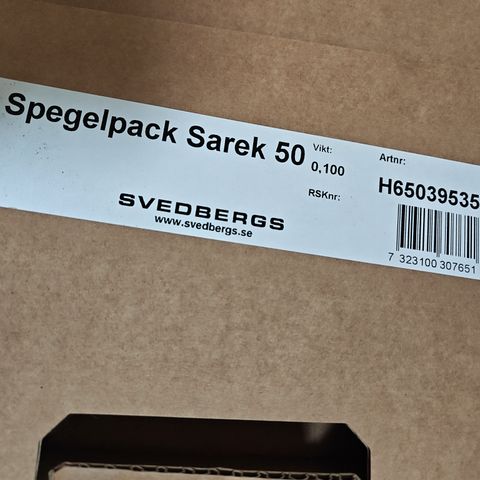 Spegelpack Sarek 50
Vikt:
0,100
Artnr:
RSKnr:
H65039535
SVEDBERGS
www.svedbergs.se
7 323100 307651